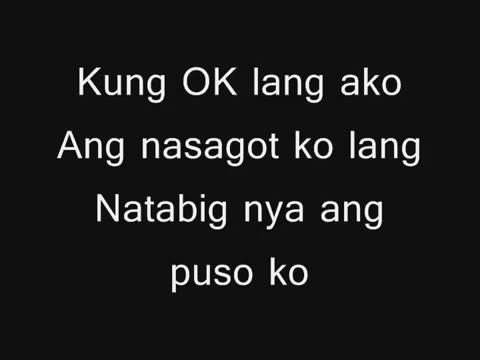 Kung OK lang ako
Ang nasagot ko lang
Natabig nya ang
puso ko